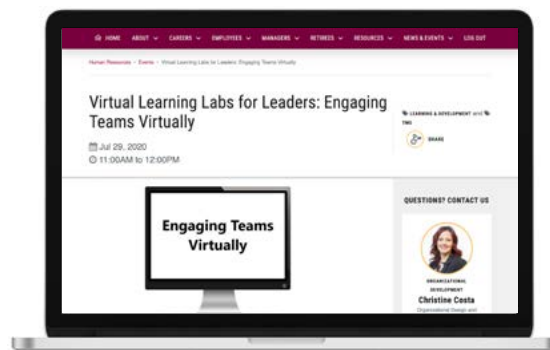 HOME ABOUT CAREERS EMPLOYEES MANAGERS RETIREES RESOURCES NEWS & EVENTS LOG OUT
Human Resources › Events › Virtual Learning Labs for Leaders: Engaging Teams Virtually
Virtual Learning Labs for Leaders: Engaging
Teams Virtually
Jul 29, 2020
11:00AM to 12:00PM
LEARNING & DEVELOPMENT and
TMS
SHARE
Engaging Teams
Virtually
QUESTIONS? CONTACT US
ORGANIZATIONAL
DEVELOPMENT
Christine Costa
Organizational Design and